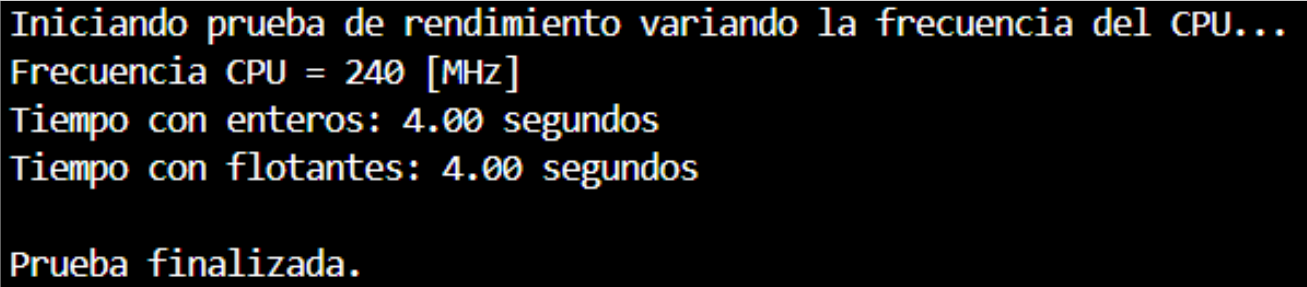 Iniciando prueba de rendimiento variando la frecuencia del CPU...
Frecuencia CPU = 240 [MHz]
Tiempo con enteros: 4.00 segundos
Tiempo con flotantes: 4.00 segundos
Prueba finalizada.